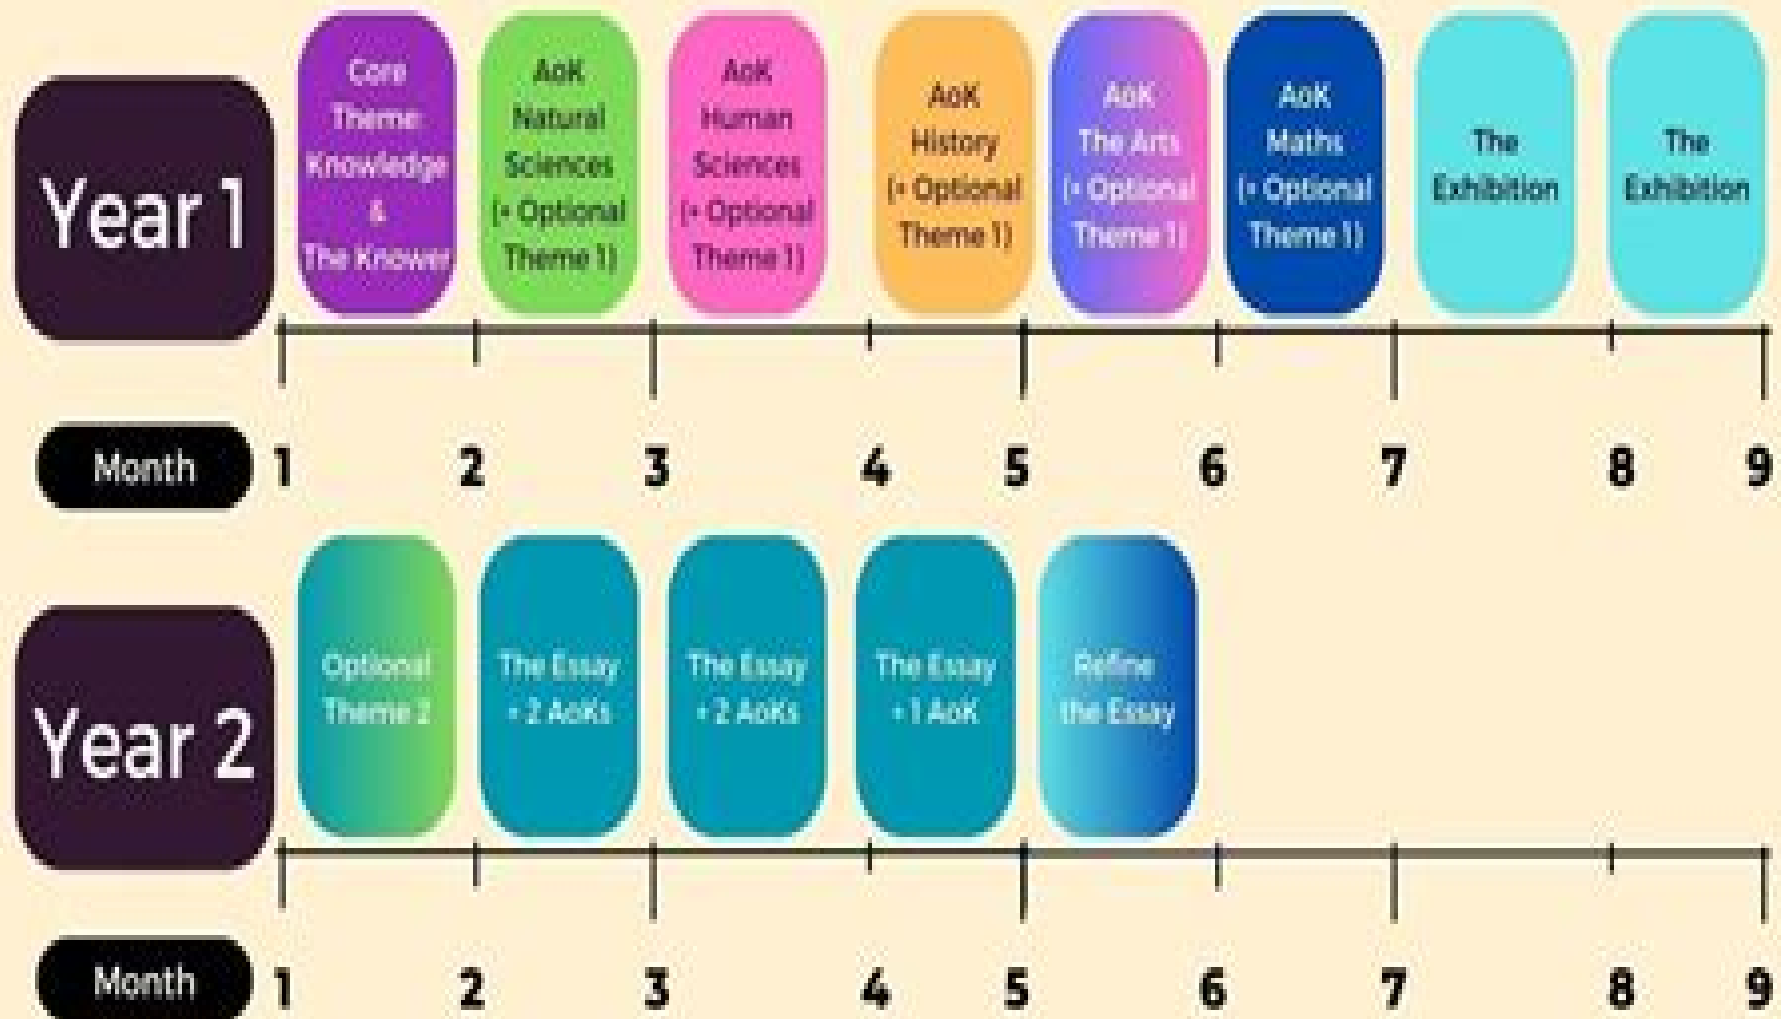 Year 1
Core
Theme:
Knowledge
&
The Knower
AoK
Natural
Sciences
(+ Optional
Theme 1)
AoK
Human
Sciences
(+ Optional
Theme 1)
AoK
History
(+ Optional
Theme 1)
AoK
The Arts
(+ Optional
Theme 1)
AoK
Maths
(+ Optional
Theme 1)
The
Exhibition
The
Exhibition
Month 1 2 3 4 5 6 7 8 9
Year 2
Optional
Theme 2
The Essay
+ 2 AoKs
The Essay
+ 2 AoKs
The Essay
+ 1 AoK
Refine
the Essay
Month 1 2 3 4 5 6 7 8 9